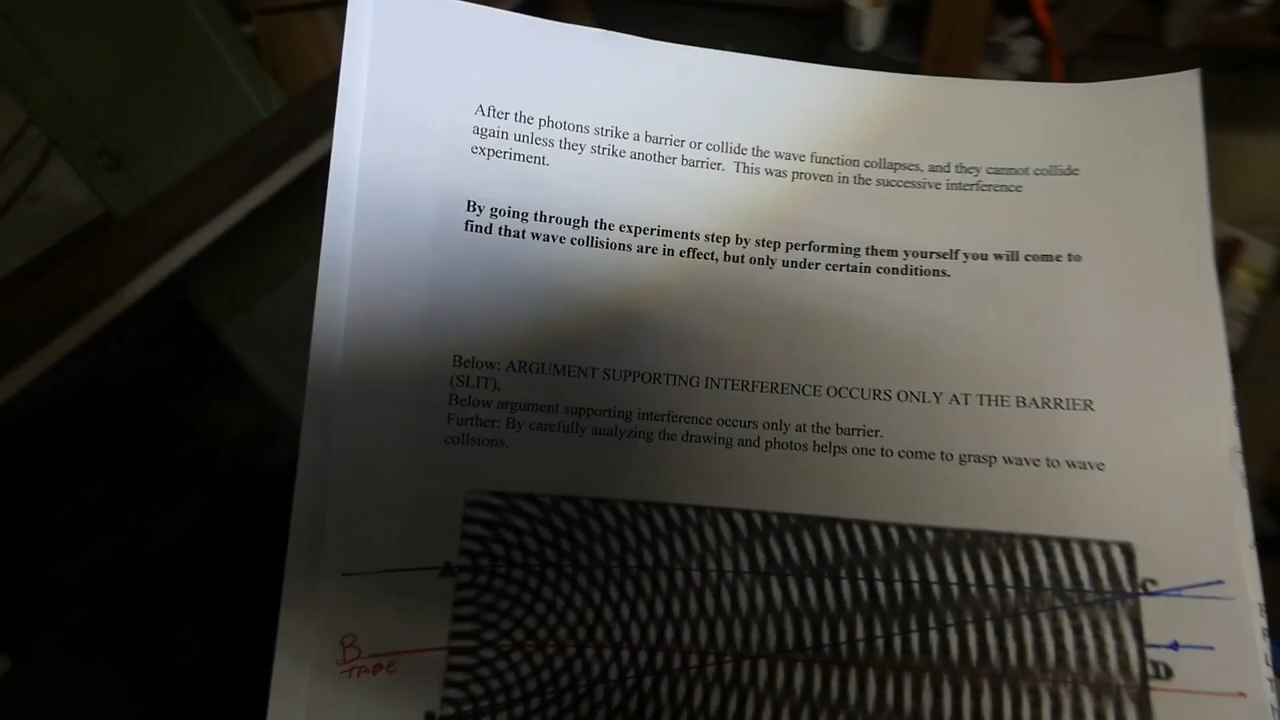 After the photons strike a barrier or collide the wave function collapses, and they cannot collide
again unless they strike another barrier. This was proven in the successive interference
experiment.
By going through the experiments step by step performing them yourself you will come to
find that wave collisions are in effect, but only under certain conditions.
Below: ARGUMENT SUPPORTING INTERFERENCE OCCURS ONLY AT THE BARRIER
(SLIT),
Below argument supporting interference occurs only at the barrier.
Further: By carefully analyzing the drawing and photos helps one to come to grasp wave to wave
collsions.
A
C
B
TAPE
D